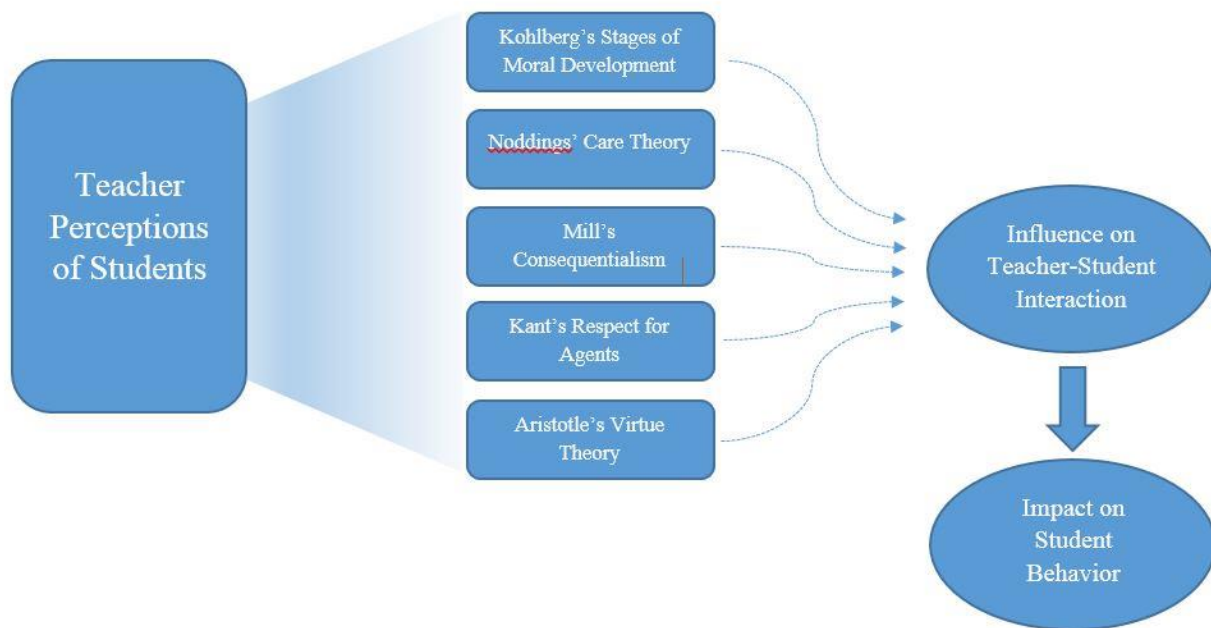 Teacher
Perceptions
of Students
Kohlberg’s Stages of
Moral Development
Noddings’ Care Theory
Mill’s
Consequentialism
Kant’s Respect for
Agents
Aristotle’s Virtue
Theory
Influence on
Teacher-Student
Interaction
Impact on
Student
Behavior